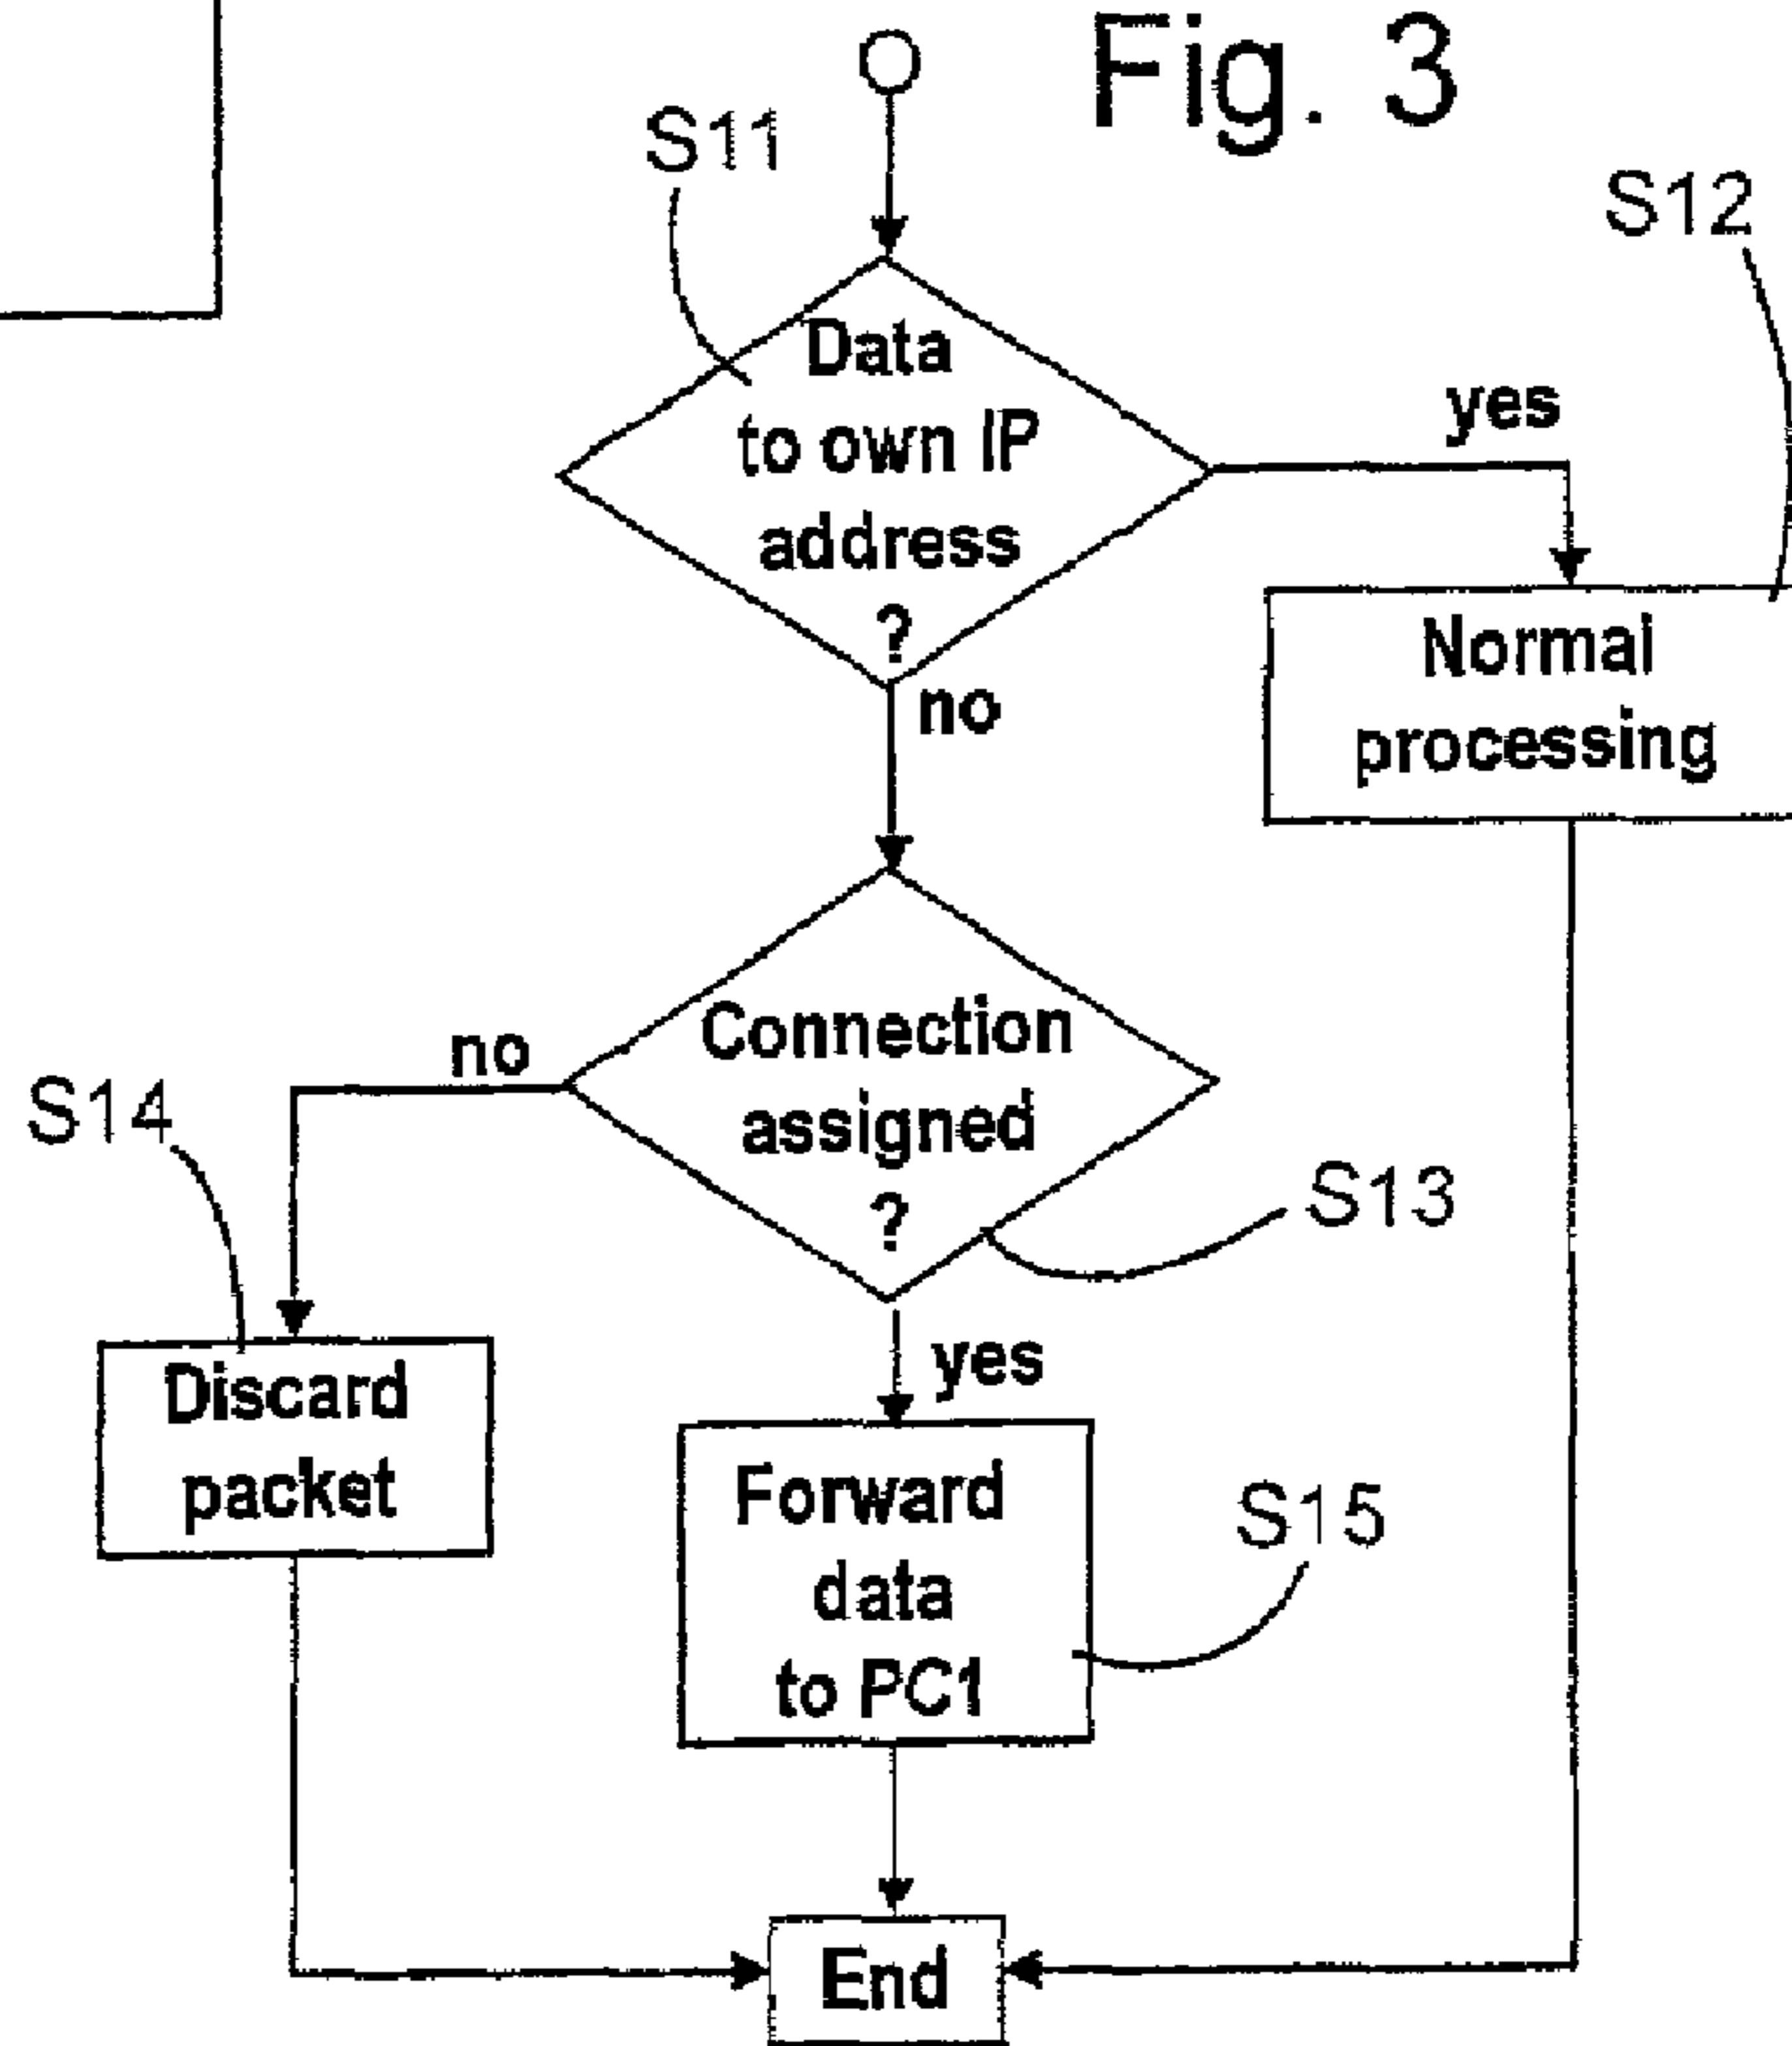 Fig. 3
S11
S12
Data
to own IP
address
?
yes
no
Normal
processing
Connection
assigned
?
no
S14
S13
yes
Discard
packet
Forward
data
to PC1
S15
End